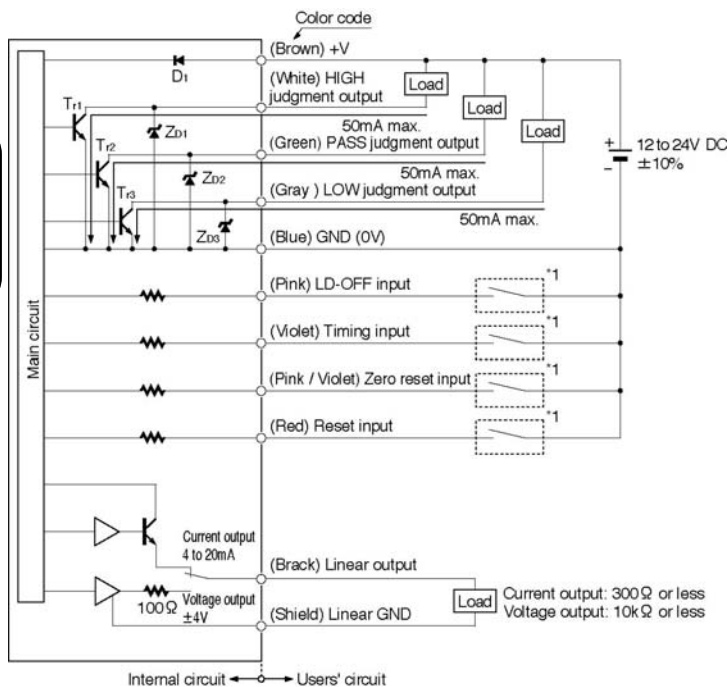 Color code
(Brown) +V
D1
(White) HIGH
judgment output
Load
Tr1
ZD1
50mA max.
Load
Tr2
(Green) PASS judgment output
Load
ZD2
50mA max.
+ 12 to 24V DC
- ±10%
Tr3
(Gray ) LOW judgment output
ZD3
50mA max.
(Blue) GND (0V)
Main circuit
(Pink) LD-OFF input
*1
(Violet) Timing input
*1
(Pink / Violet) Zero reset input
*1
(Red) Reset input
*1
Current output
4 to 20mA
(Brack) Linear output
100Ω
Voltage output
±4V
Load
Current output: 300Ω or less
Voltage output: 10kΩ or less
(Shield) Linear GND
Internal circuit
Users' circuit